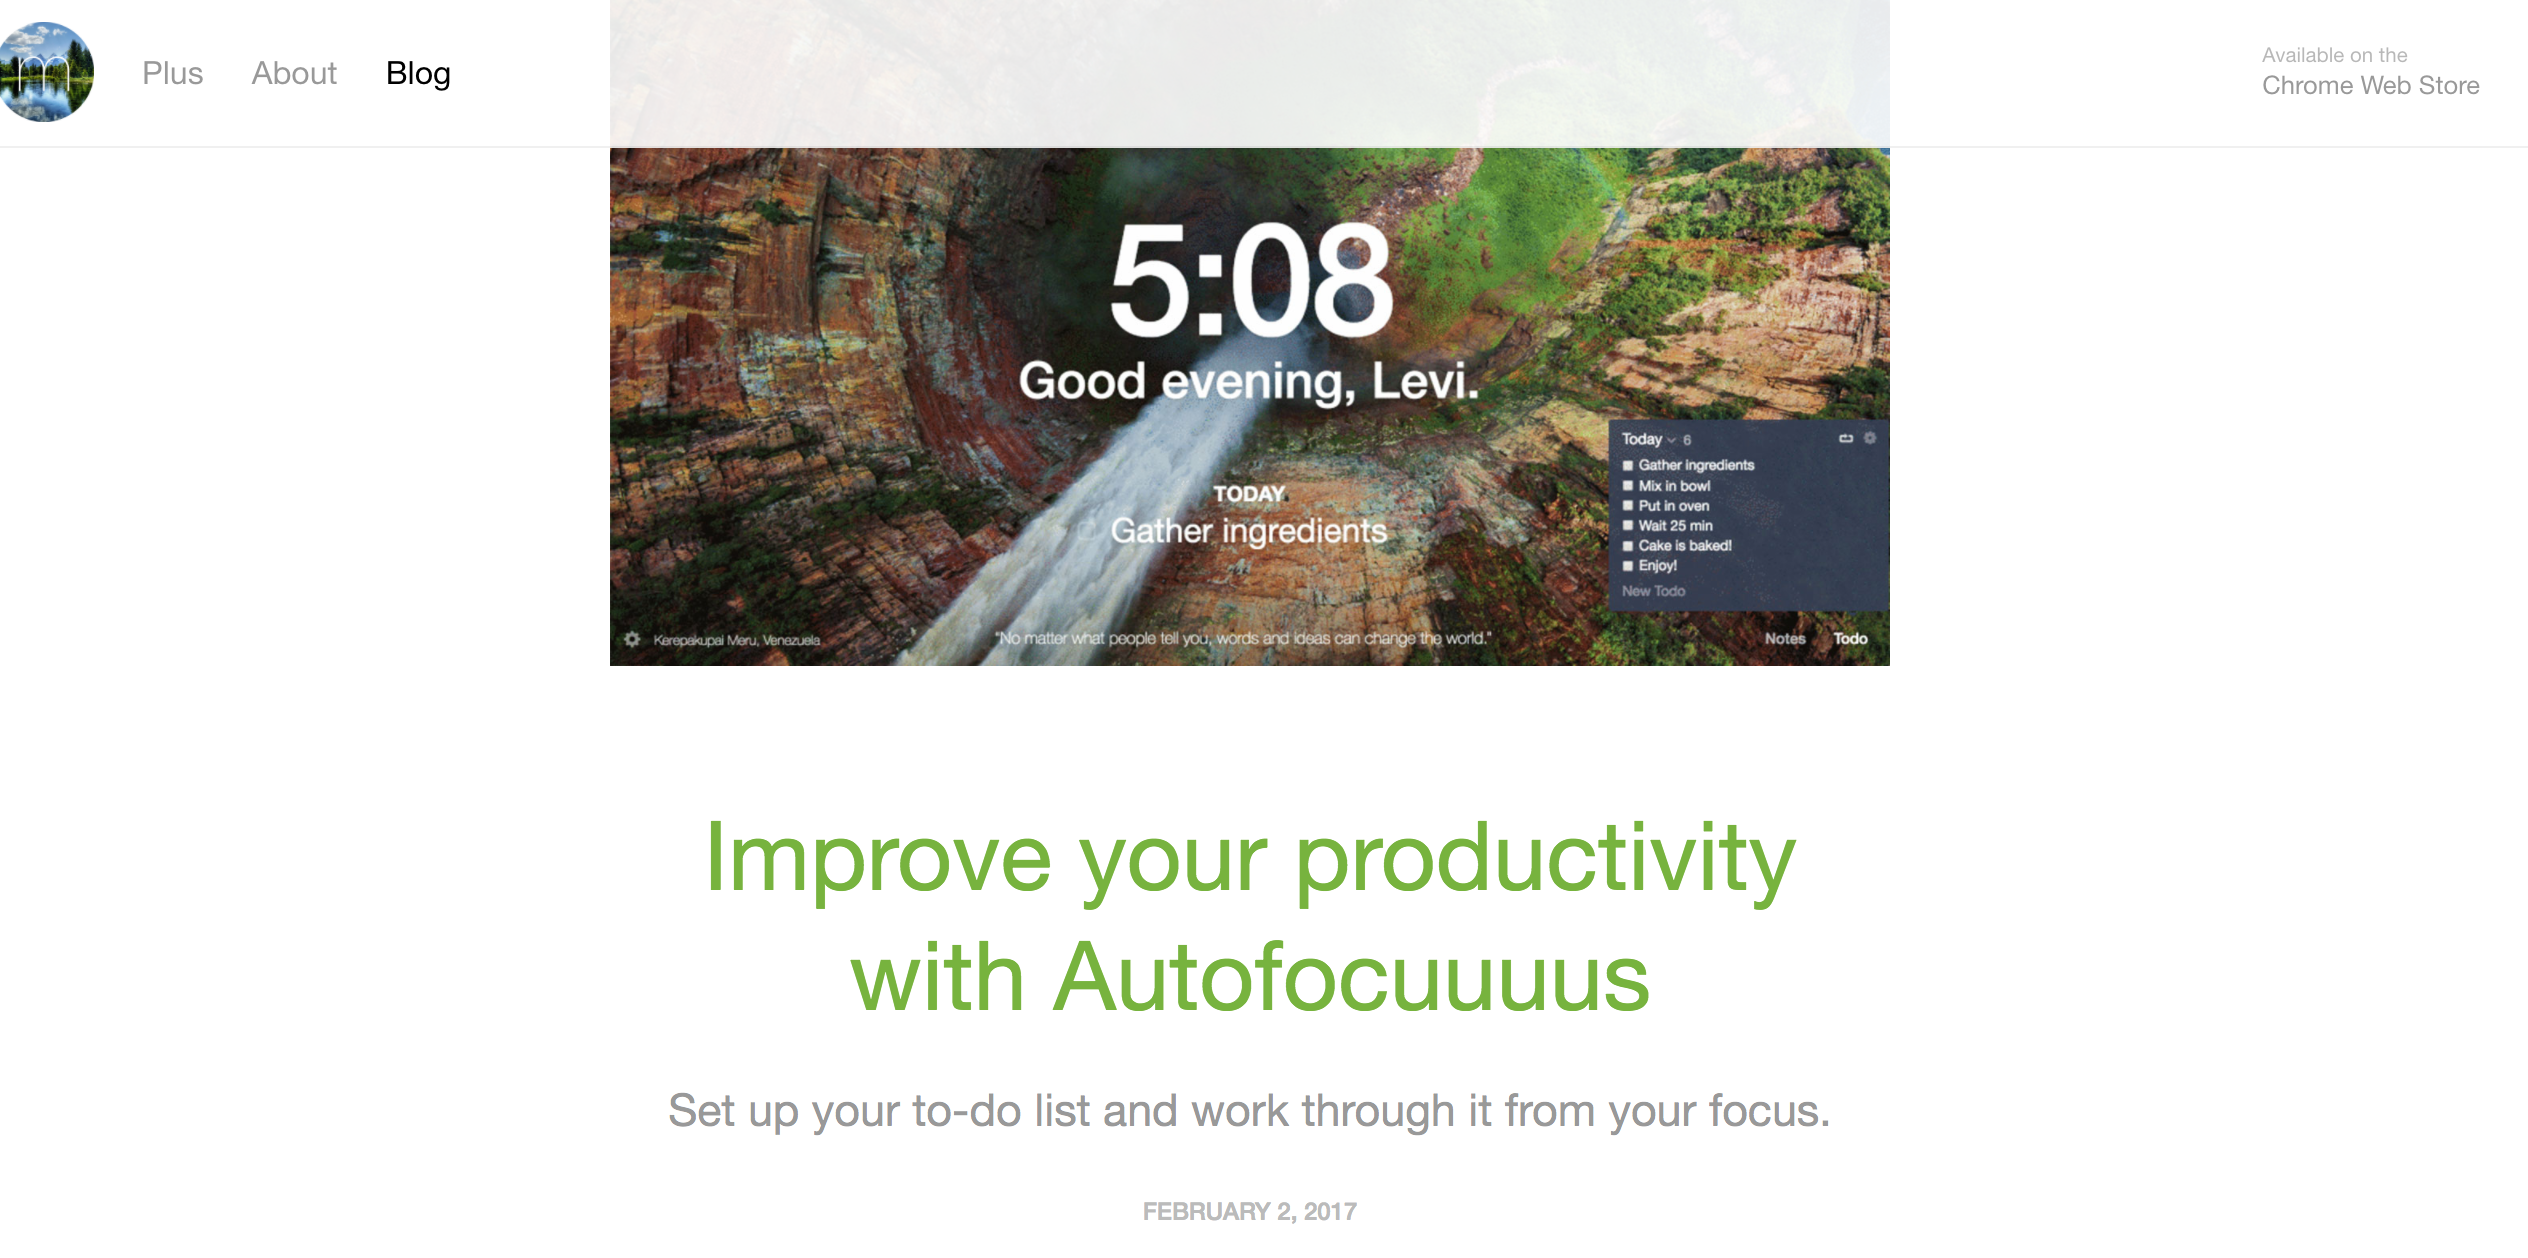 m
Plus
About
Blog
Available on the
Chrome Web Store
5:08
Good evening, Levi.
TODAY
Gather ingredients
Today 6
Gather ingredients
Mix in bowl
Put in oven
Wait 25 min
Cake is baked!
Enjoy!
New Todo
Kerepakupai Meru, Venezuela
"No matter what people tell you, words and ideas can change the world."
Notes
Todo
Improve your productivity
with Autofocuuuus
Set up your to-do list and work through it from your focus.
FEBRUARY 2, 2017